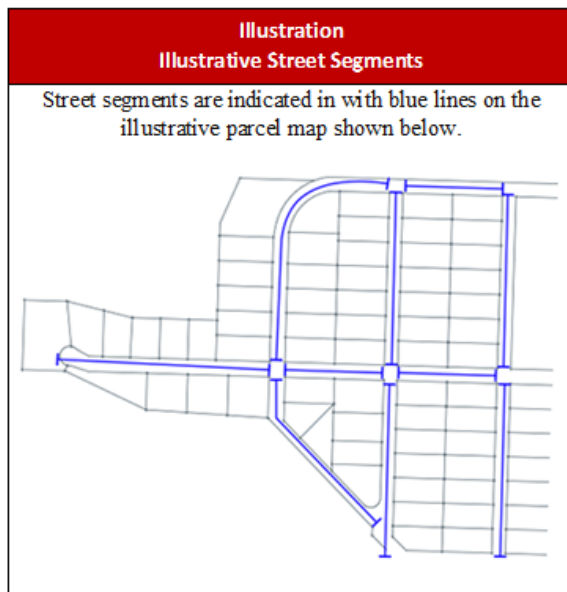 Illustration
Illustrative Street Segments
Street segments are indicated in with blue lines on the
illustrative parcel map shown below.